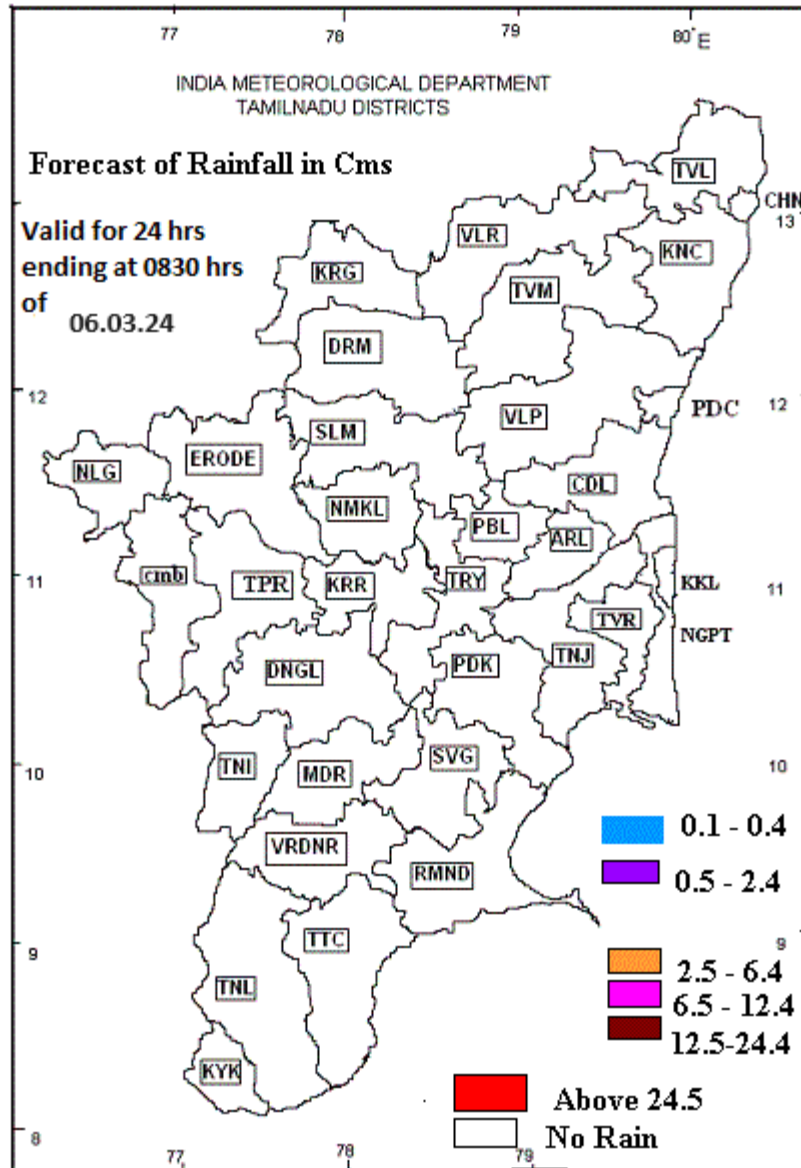 77 78 79 80°E
INDIA METEOROLOGICAL DEPARTMENT
TAMILNADU DISTRICTS
Forecast of Rainfall in Cms
TVL
CHN
13
Valid for 24 hrs
ending at 0830 hrs
of
06.03.24
VLR
KNC
KRG
TVM
DRM
12
VLP
PDC
12
SLM
ERODE
NLG
CDL
NMKL
PBL
ARL
11
cmb
TPR
KRR
TRY
KKL
11
TVR
NGPT
DNGL
PDK
TNJ
10
TNI
MDR
SVG
10
0.1 - 0.4
VRDNR
RMND
0.5 - 2.4
9
TTC
9
TNL
2.5 - 6.4
6.5 - 12.4
12.5-24.4
KYK
Above 24.5
8
No Rain
77 78 79